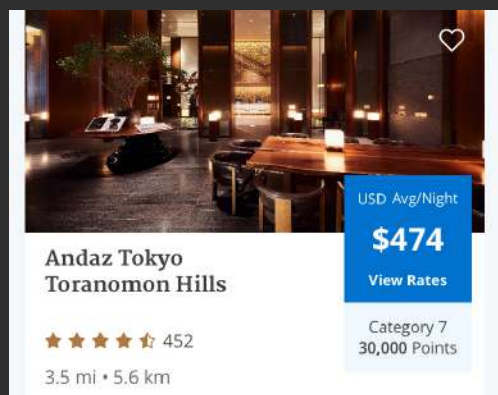 USD Avg/Night
$474
View Rates
Andaz Tokyo
Toranomon Hills
452
3.5 mi • 5.6 km
Category 7
30,000 Points